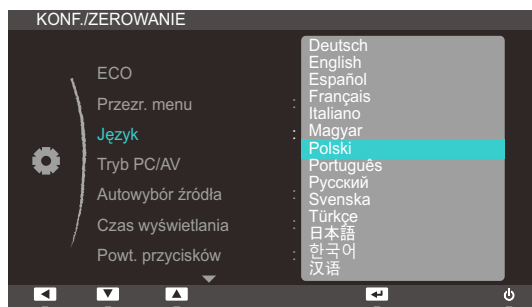 KONF./ZEROWANIE
ECO
Przezr. menu :
Język :
Tryb PC/AV
Autowybór źródła :
Czas wyświetlania :
Powt. przycisków :
Deutsch
English
Español
Français
Italiano
Magyar
Polski
Português
Русский
Svenska
Türkçe
日本語
한국어
汉语